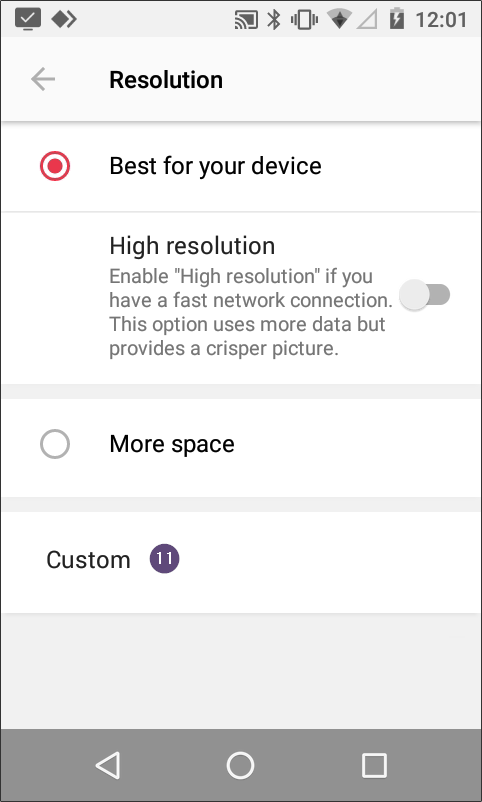 12:01
Resolution
Best for your device
High resolution
Enable "High resolution" if you
have a fast network connection.
This option uses more data but
provides a crisper picture.
More space
Custom 11